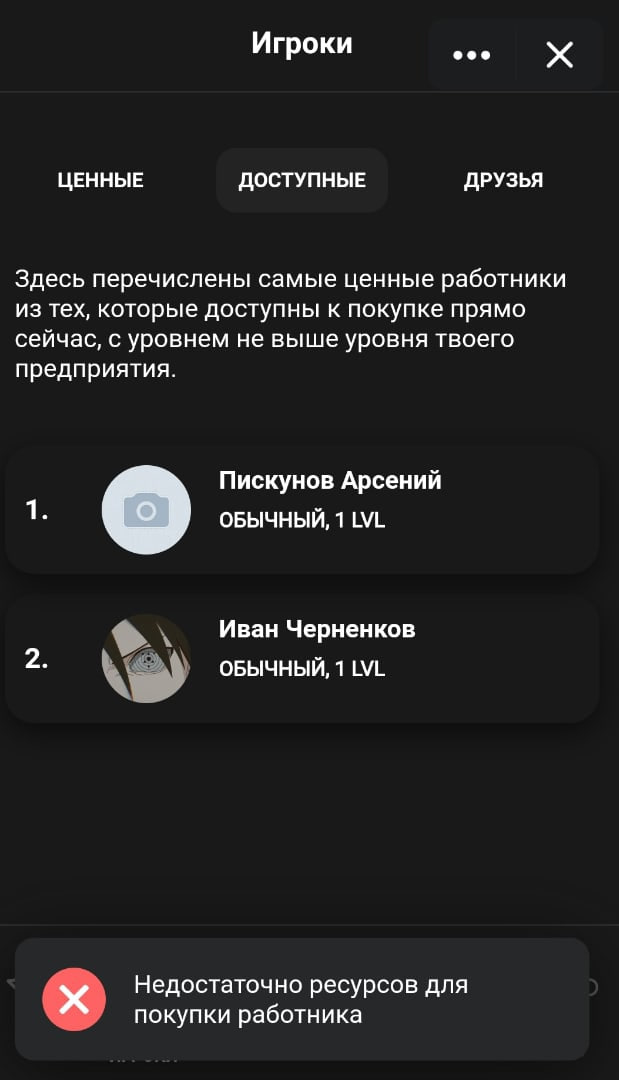 Игроки
ЦЕННЫЕ
ДОСТУПНЫЕ
ДРУЗЬЯ
Здесь перечислены самые ценные работники
из тех, которые доступны к покупке прямо
сейчас, с уровнем не выше уровня твоего
предприятия.
1.
Пискунов Арсений
ОБЫЧНЫЙ, 1 LVL
2.
Иван Черненков
ОБЫЧНЫЙ, 1 LVL
Недостаточно ресурсов для
покупки работника